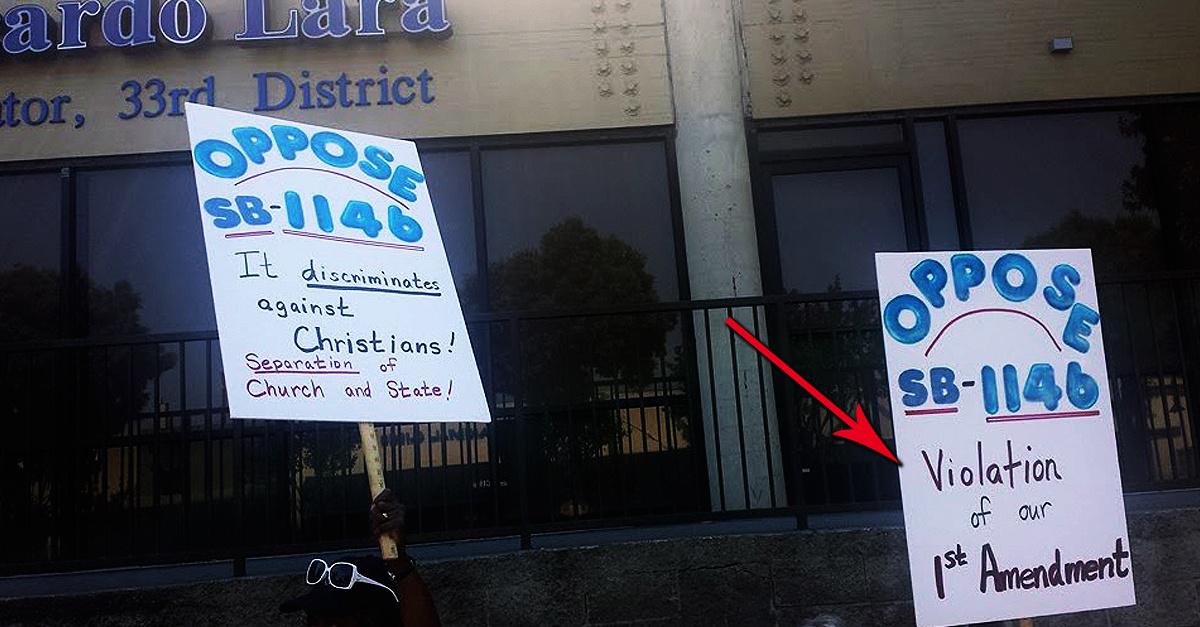 ardo Lara
ator, 33rd District
OPPOSE
SB-1146
It discriminates
against
Christians!
Separation of
Church and State!
OPPOSE
SB-1146
Violation
of our
1st Amendment